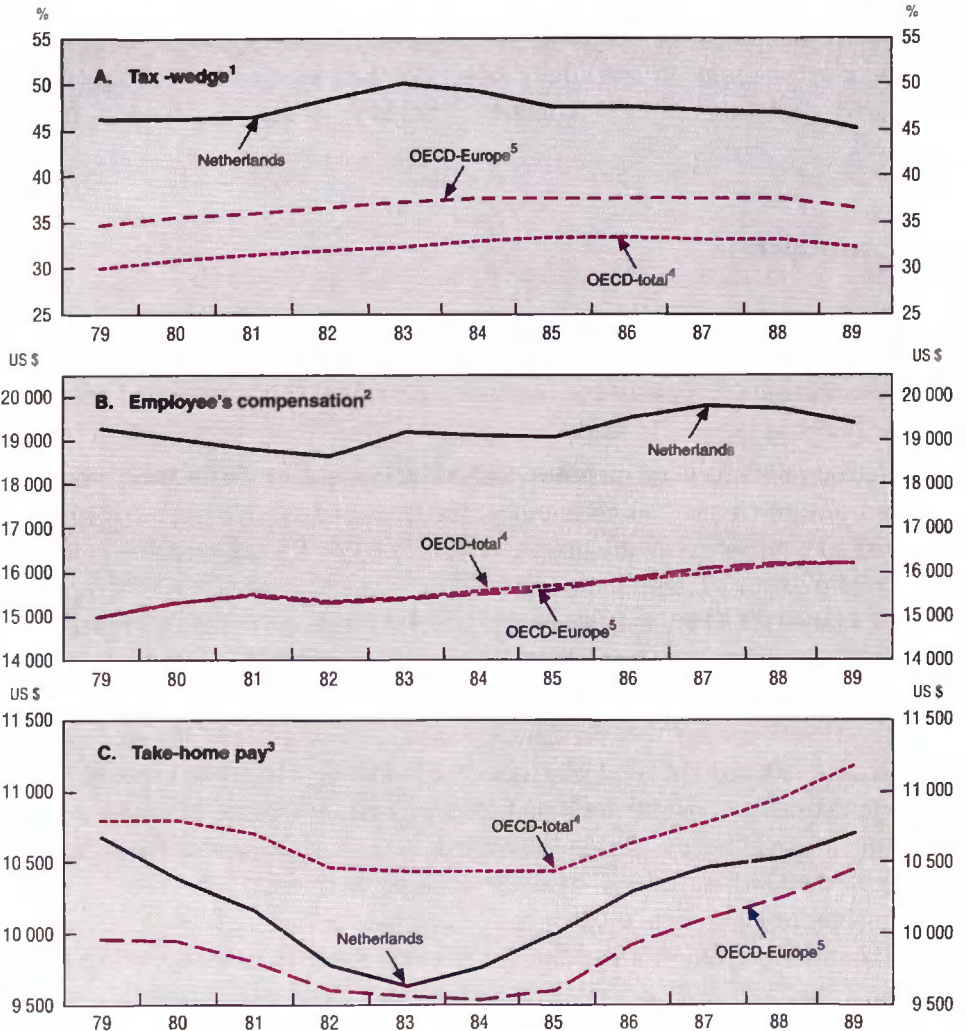 % %
55 55
A. Tax -wedge¹
50 50
45 45
Netherlands OECD-Europe⁵
40 40
35 35
30 30
OECD-total⁴
25 25
79 80 81 82 83 84 85 86 87 88 89
US $ US $
20 000 20 000
B. Employee's compensation²
19 000 19 000
Netherlands
18 000 18 000
17 000 17 000
OECD-total⁴
16 000 16 000
15 000 15 000
OECD-Europe⁵
14 000 14 000
79 80 81 82 83 84 85 86 87 88 89
US $ US $
11 500 11 500
C. Take-home pay³
11 000 11 000
OECD-total⁴
10 500 10 500
10 000 10 000
Netherlands
OECD-Europe⁵
9 500 9 500
79 80 81 82 83 84 85 86 87 88 89